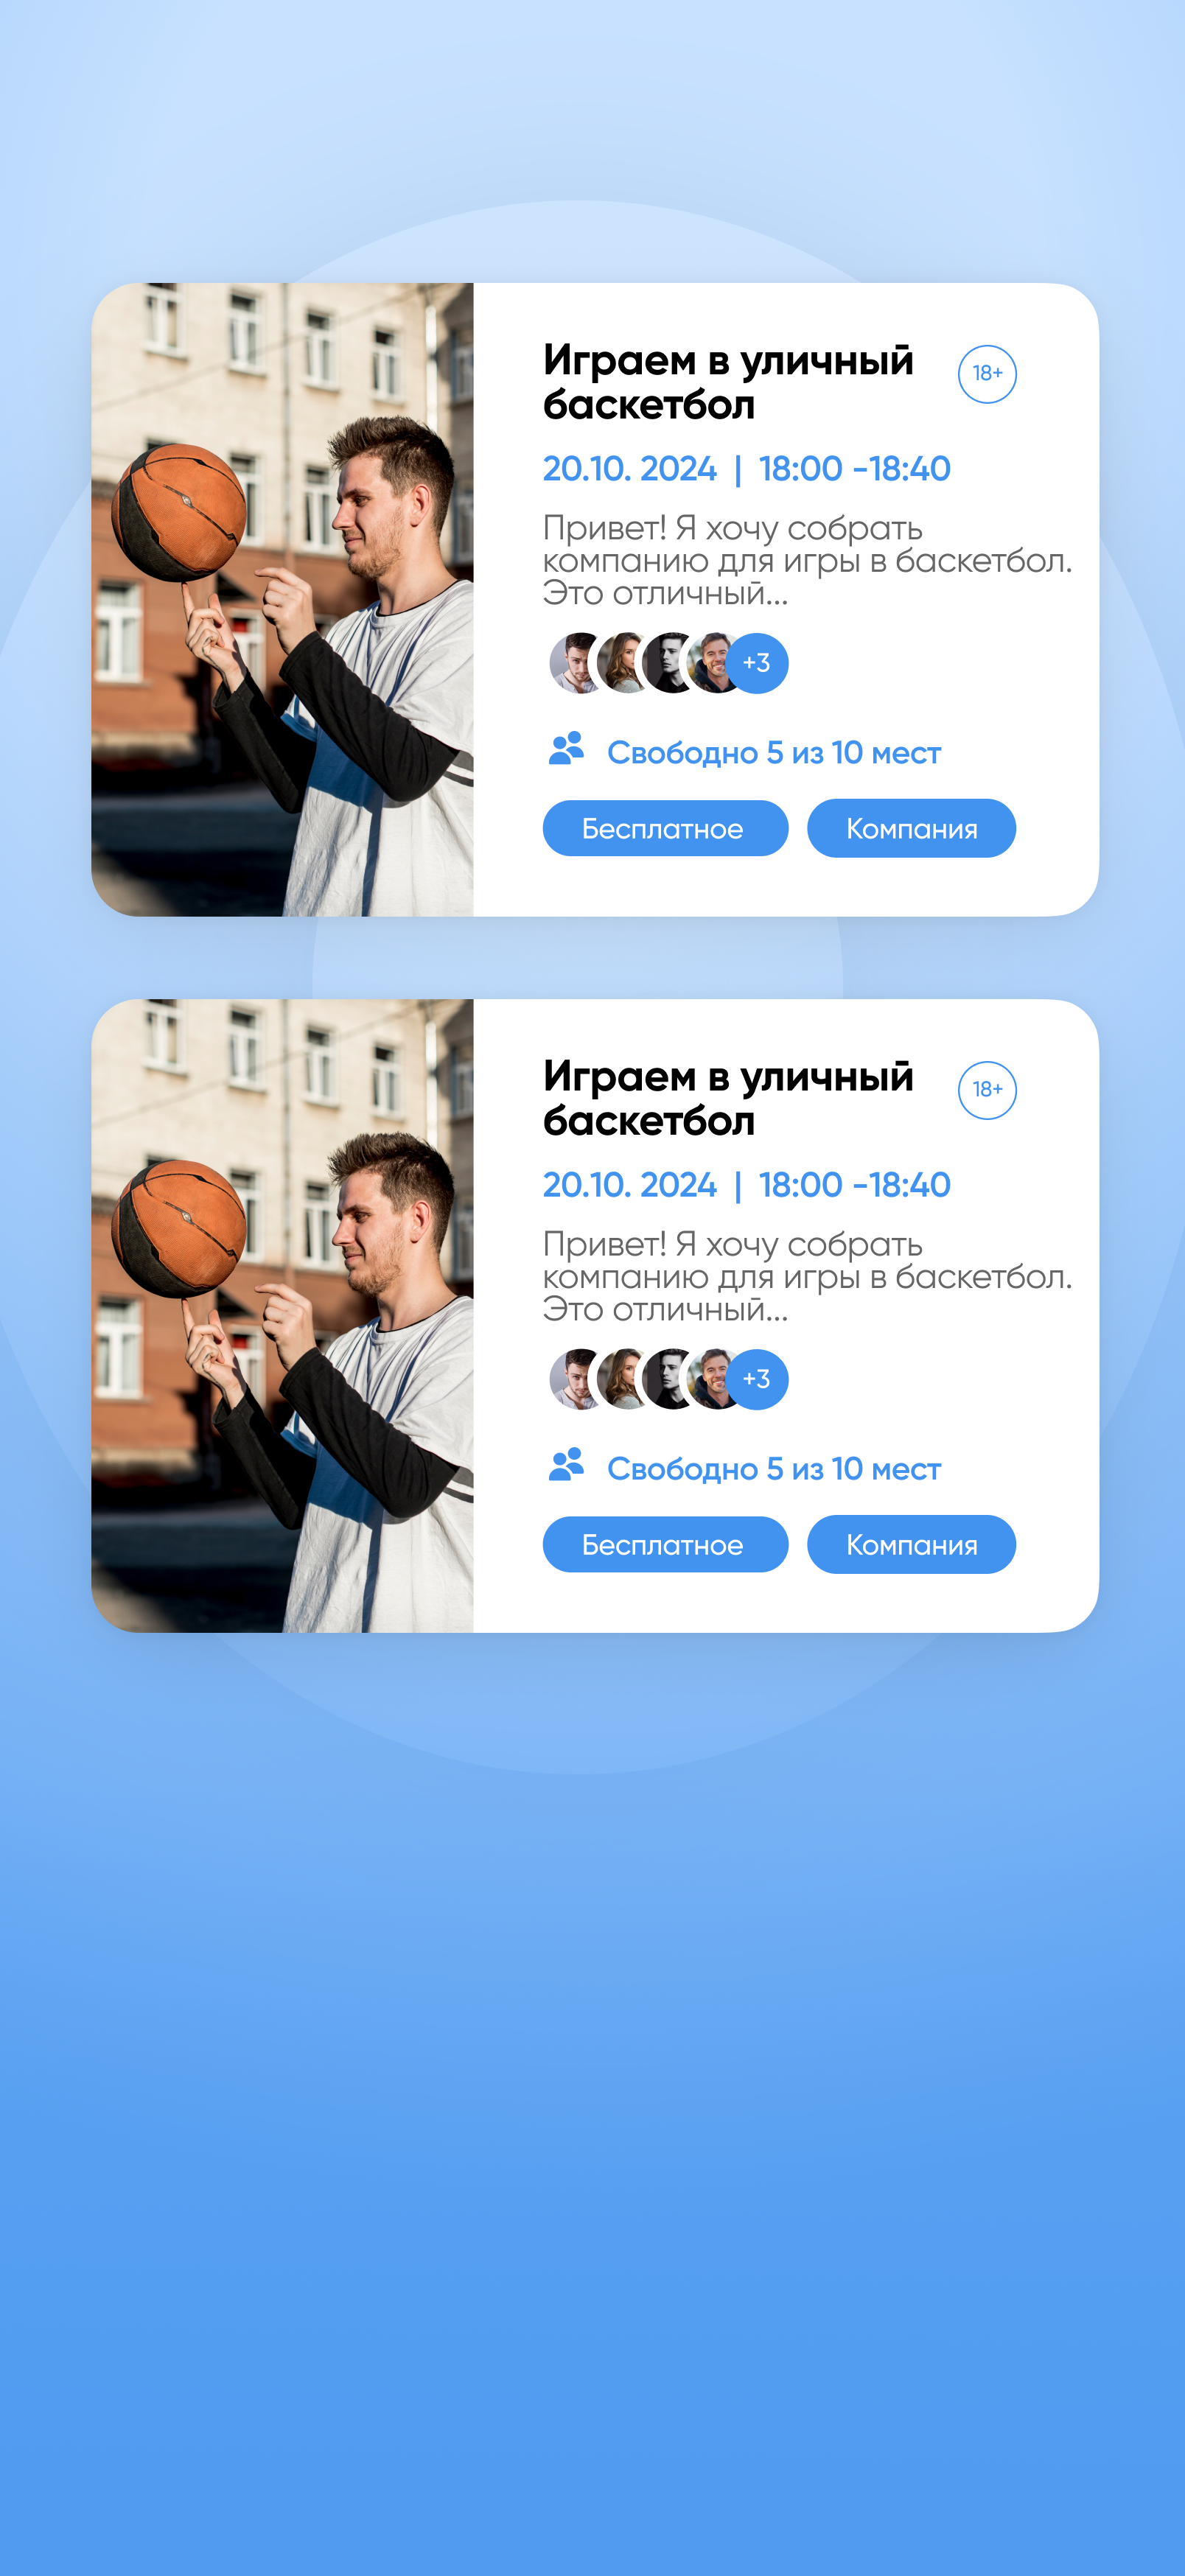 Играем в уличный
баскетбол
18+
20.10. 2024 | 18:00 -18:40
Привет! Я хочу собрать
компанию для игры в баскетбол.
Это отличный...
+3
Свободно 5 из 10 мест
Бесплатное
Компания
Играем в уличный
баскетбол
18+
20.10. 2024 | 18:00 -18:40
Привет! Я хочу собрать
компанию для игры в баскетбол.
Это отличный...
+3
Свободно 5 из 10 мест
Бесплатное
Компания